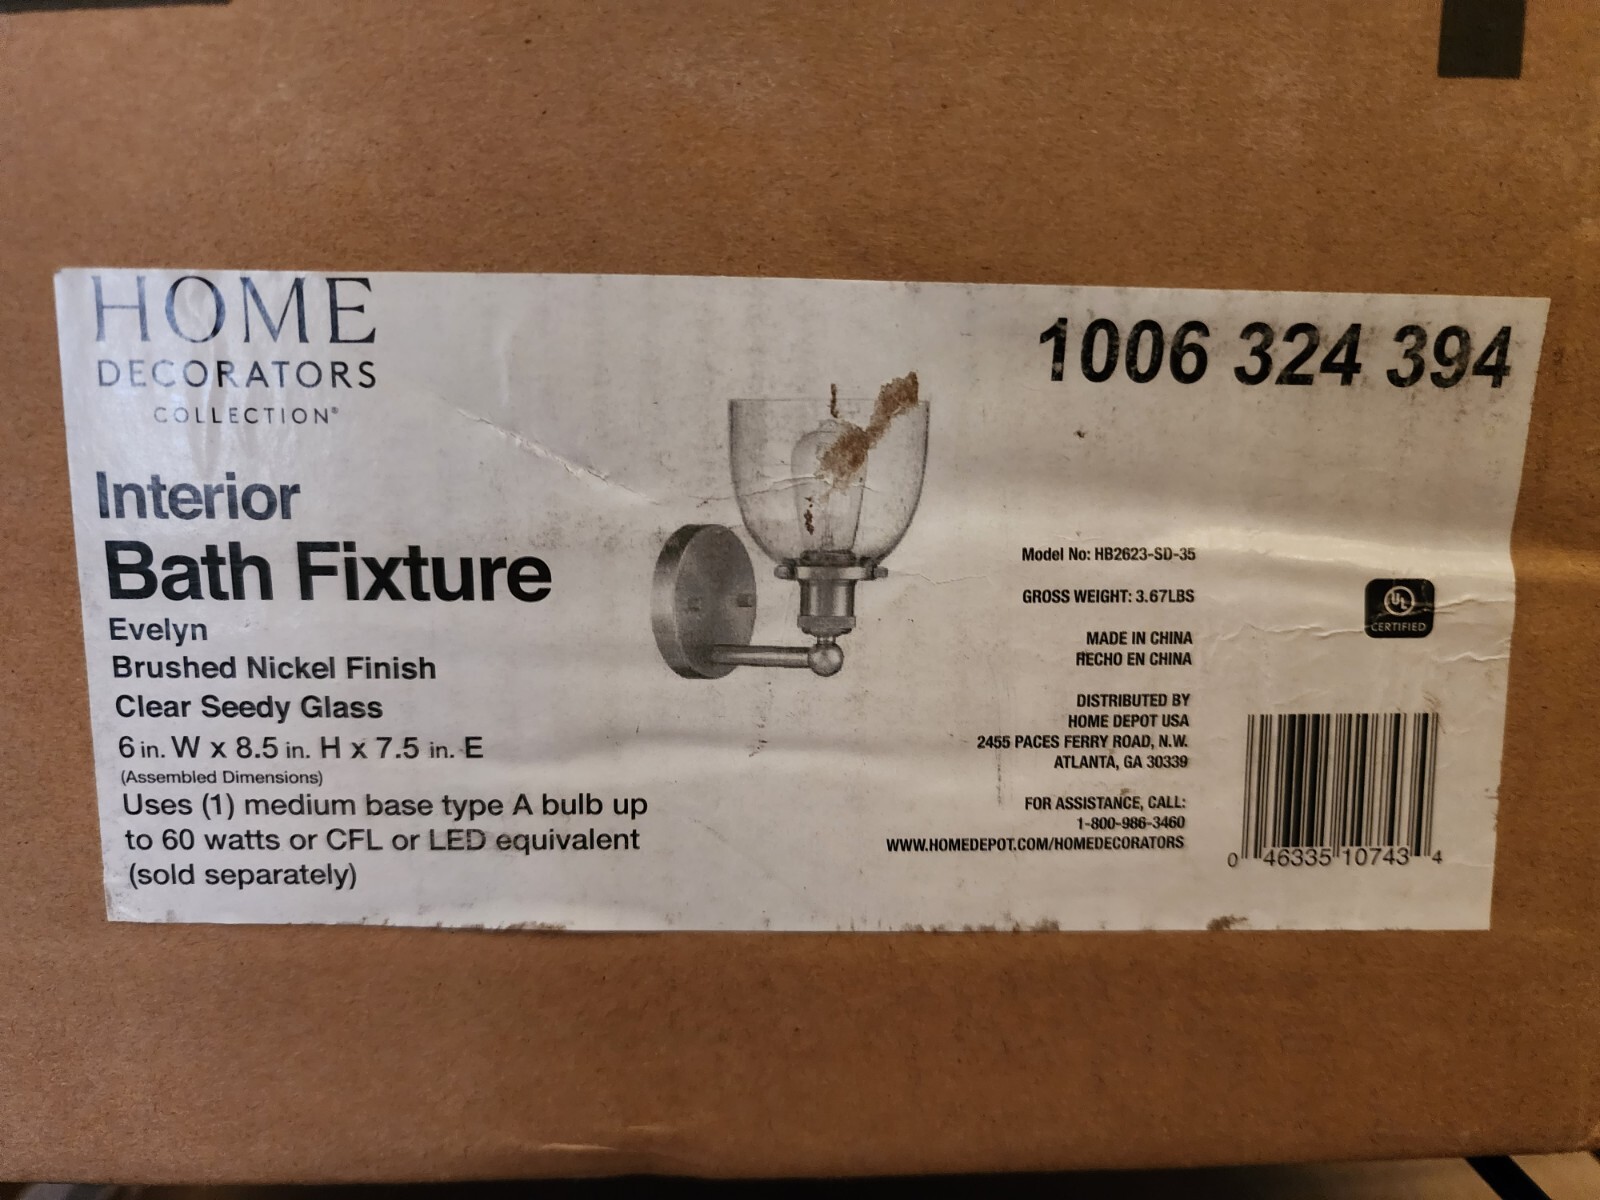 HOME
DECORATORS
COLLECTION®
Interior
Bath Fixture
Evelyn
Brushed Nickel Finish
Clear Seedy Glass
6 in. W x 8.5 in. H x 7.5 in. E
(Assembled Dimensions)
Uses (1) medium base type A bulb up
to 60 watts or CFL or LED equivalent
(sold separately)
1006 324 394
Model No: HB2623-SD-35
GROSS WEIGHT: 3.67LBS
MADE IN CHINA
HECHO EN CHINA
DISTRIBUTED BY
HOME DEPOT USA
2455 PACES FERRY ROAD, N.W.
ATLANTA, GA 30339
FOR ASSISTANCE, CALL:
1-800-986-3460
WWW.HOMEDEPOT.COM/HOMEDECORATORS
UL
CERTIFIED
0 46335 10743 4